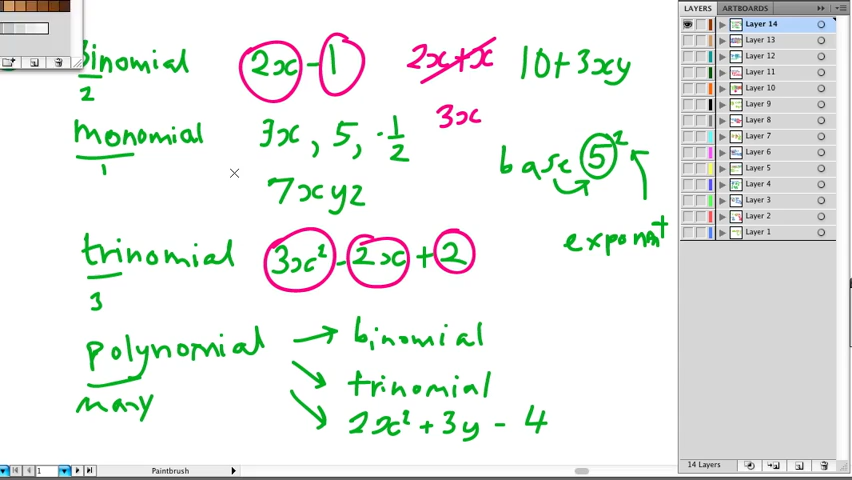 LAYERS ARTBOARDS
Binomial 2x - 1 2x+x 10+3xy
2
3x
monomial 3x, 5, -1/2
1
7xyz
base 5²
exponent
trinomial 3x² - 2x + 2
3
polynomial → binomial
many
trinomial
2x² + 3y - 4
Layer 14
Layer 13
Layer 12
Layer 11
Layer 10
Layer 9
Layer 8
Layer 7
Layer 6
Layer 5
Layer 4
Layer 3
Layer 2
Layer 1
14 Layers
1 Paintbrush